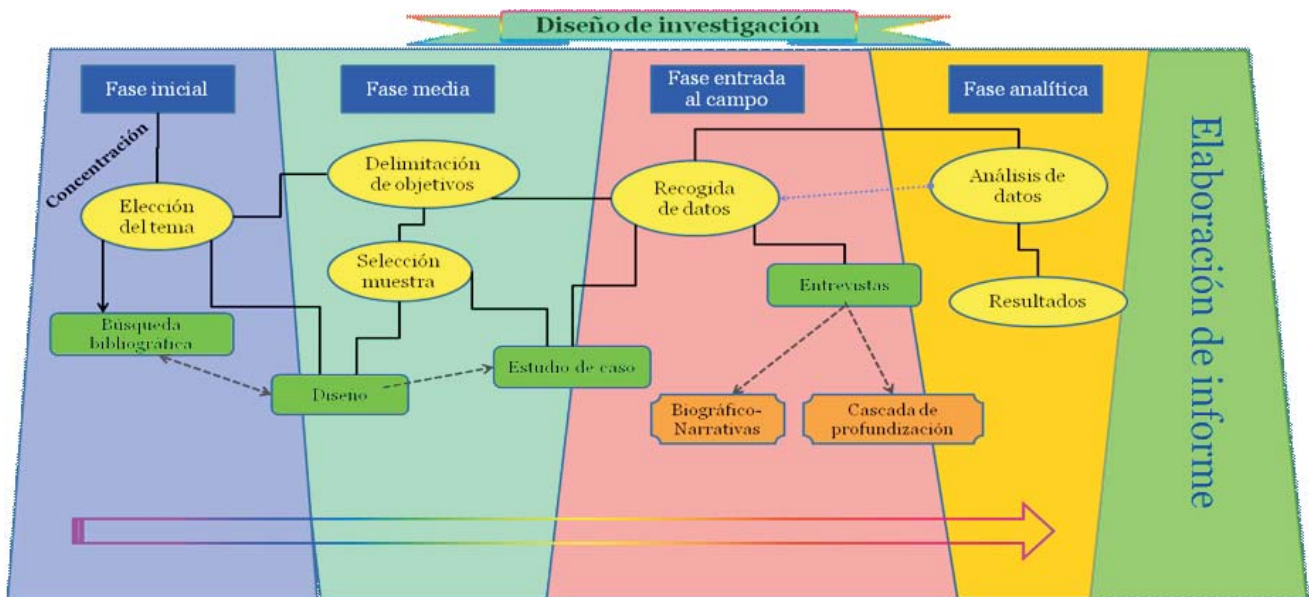 Diseño de investigación
Fase inicial
Fase media
Fase entrada
al campo
Fase analítica
Concentración
Elección
del tema
Delimitación
de objetivos
Recogida
de datos
Análisis de
datos
Selección
muestra
Entrevistas
Resultados
Búsqueda
bibliográfica
Diseño
Estudio de caso
Biográfico-
Narrativas
Cascada de
profundización
Elaboración de informe